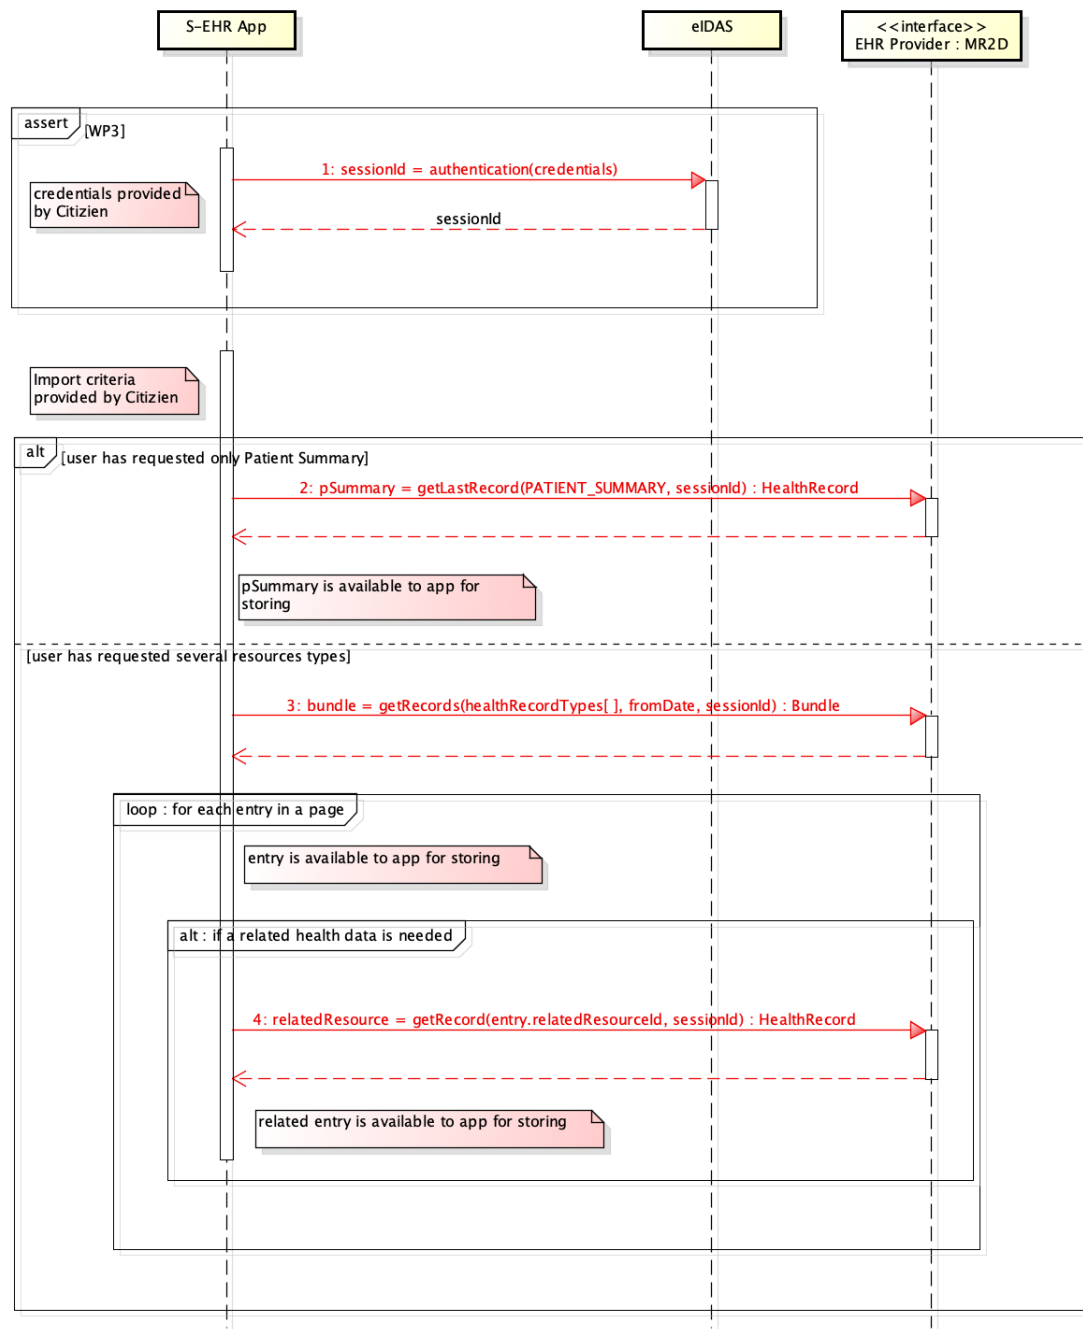 S-EHR App
eIDAS
<<interface>>
EHR Provider : MR2D
assert
[WP3]
1: sessionId = authentication(credentials)
credentials provided
by Citizien
sessionId
Import criteria
provided by Citizien
alt
[user has requested only Patient Summary]
2: pSummary = getLastRecord(PATIENT_SUMMARY, sessionId) : HealthRecord
pSummary is available to app for
storing
[user has requested several resources types]
3: bundle = getRecords(healthRecordTypes[ ], fromDate, sessionId) : Bundle
loop : for each entry in a page
entry is available to app for storing
alt : if a related health data is needed
4: relatedResource = getRecord(entry.relatedResourceId, sessionId) : HealthRecord
related entry is available to app for storing